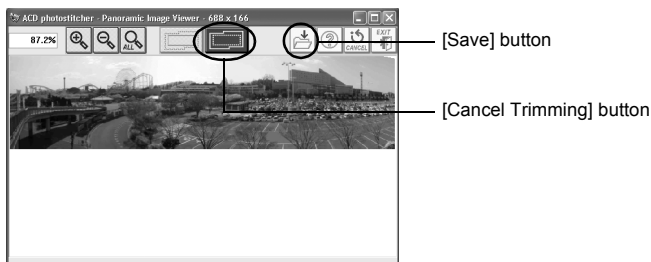 ACD photostitcher - Panoramic Image Viewer - 688 x 166
87.2%
ALL
CANCEL
EXIT
[Save] button
[Cancel Trimming] button